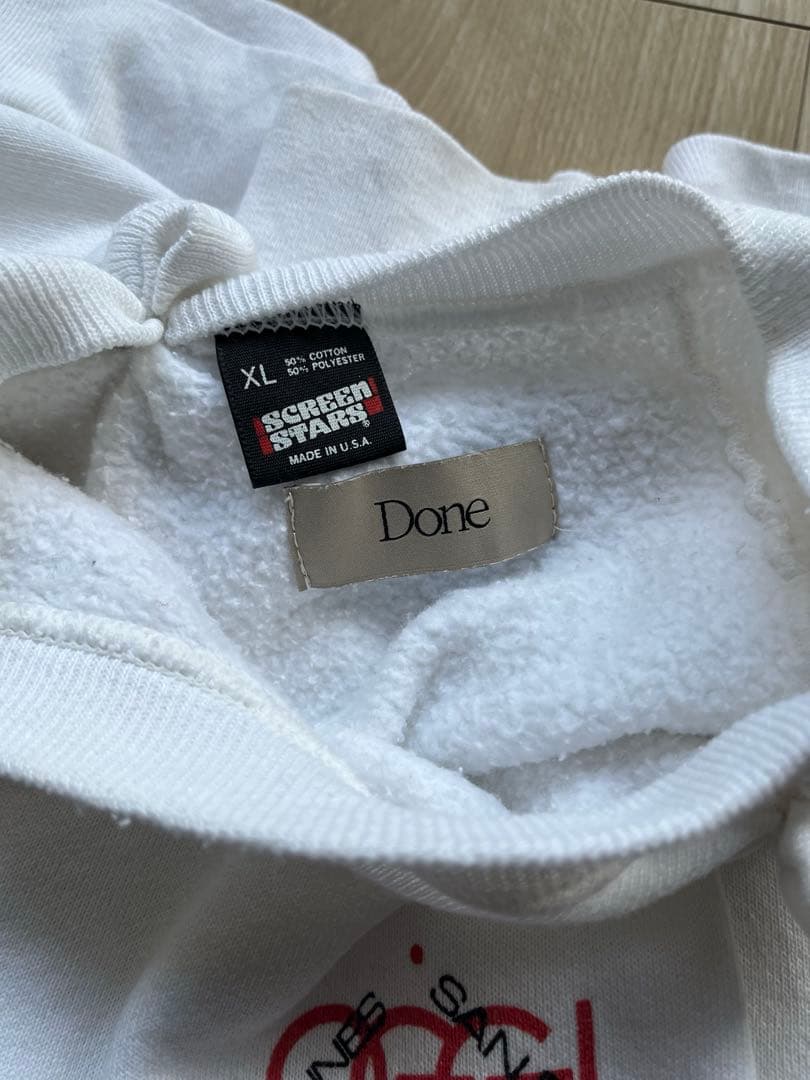 XL
50% COTTON
50% POLYESTER
SCREEN
STARS®
MADE IN U.S.A.
Done